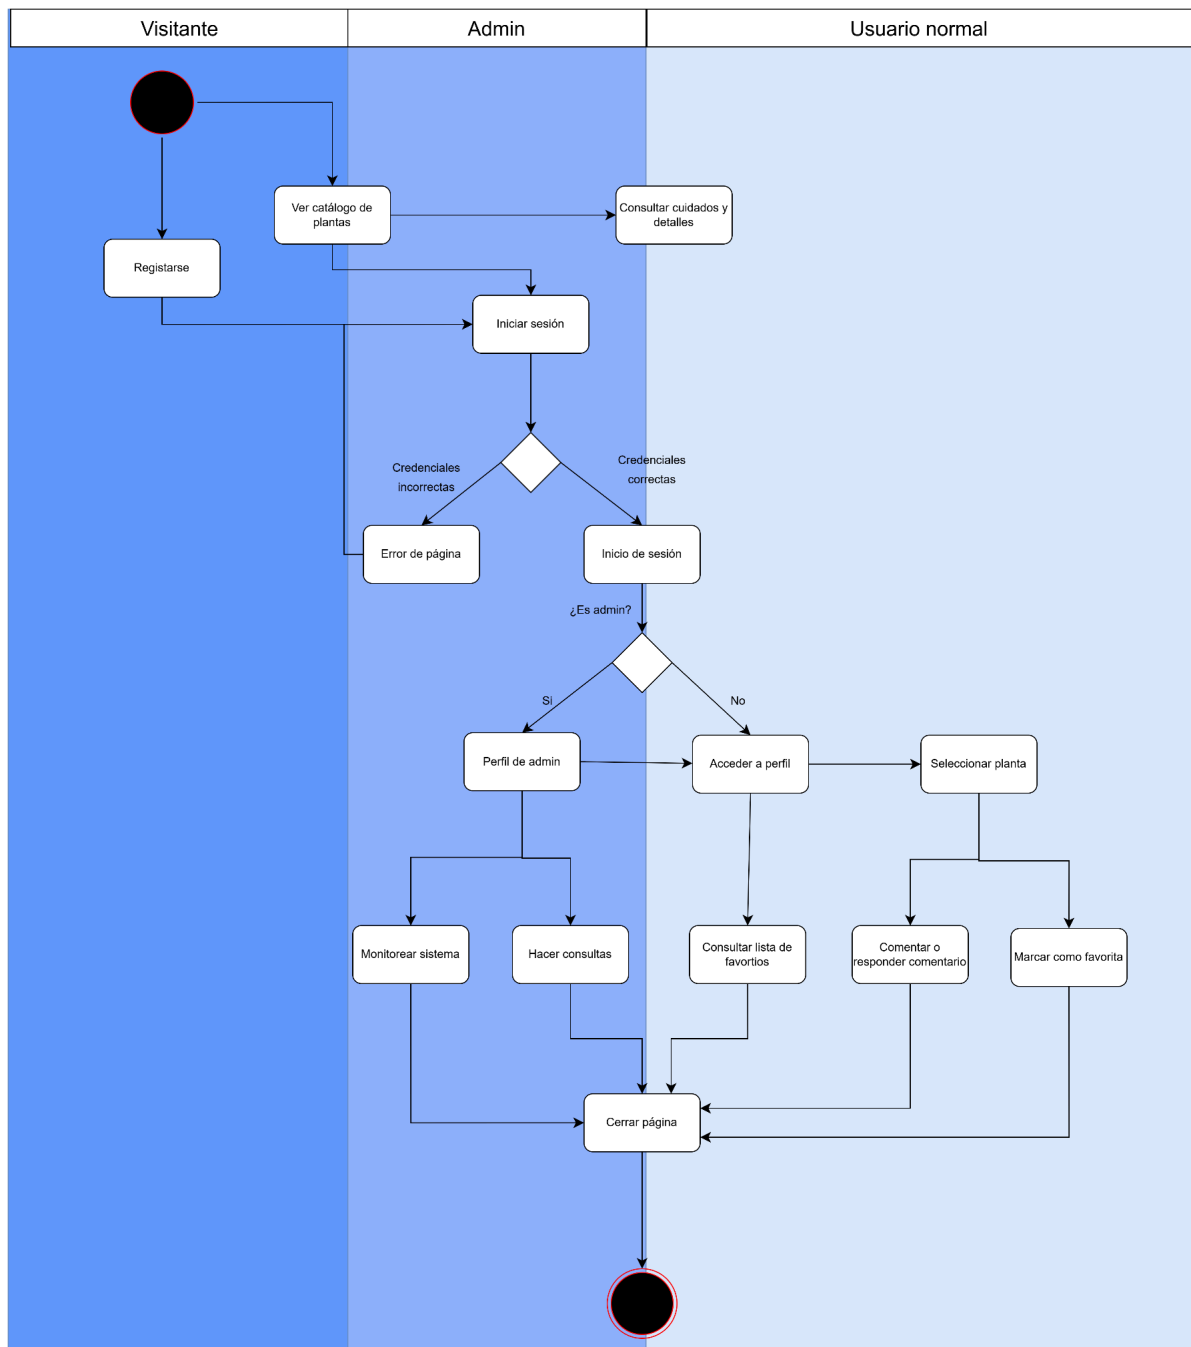 Visitante
Admin
Usuario normal
Ver catálogo de
plantas
Consultar cuidados y
detalles
Registarse
Iniciar sesión
Credenciales
incorrectas
Credenciales
correctas
Error de página
Inicio de sesión
¿Es admin?
Si
No
Perfil de admin
Acceder a perfil
Seleccionar planta
Monitorear sistema
Hacer consultas
Consultar lista de
favortios
Comentar o
responder comentario
Marcar como favorita
Cerrar página